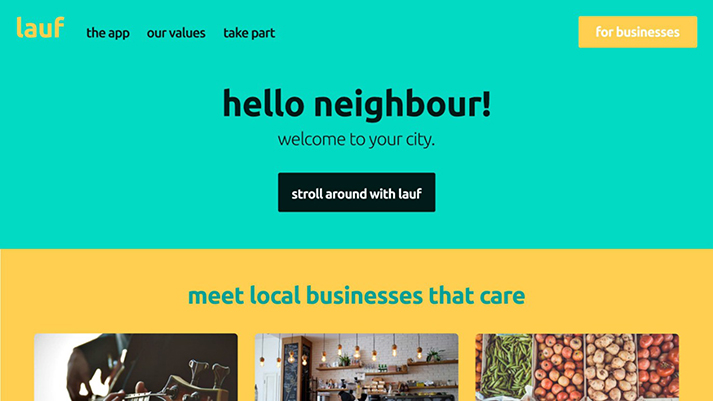 lauf
the app
our values
take part
for businesses
hello neighbour!
welcome to your city.
stroll around with lauf
meet local businesses that care